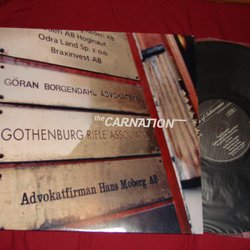 Odra Land Sp. z o.o.
Braxinvest AB
GÖRAN BORGENDAHL ADVOKATBYRÅ
the CARNATION
GOTHENBURG RIFLE ASSOCIATION
Advokatfirman Hans Moberg AB